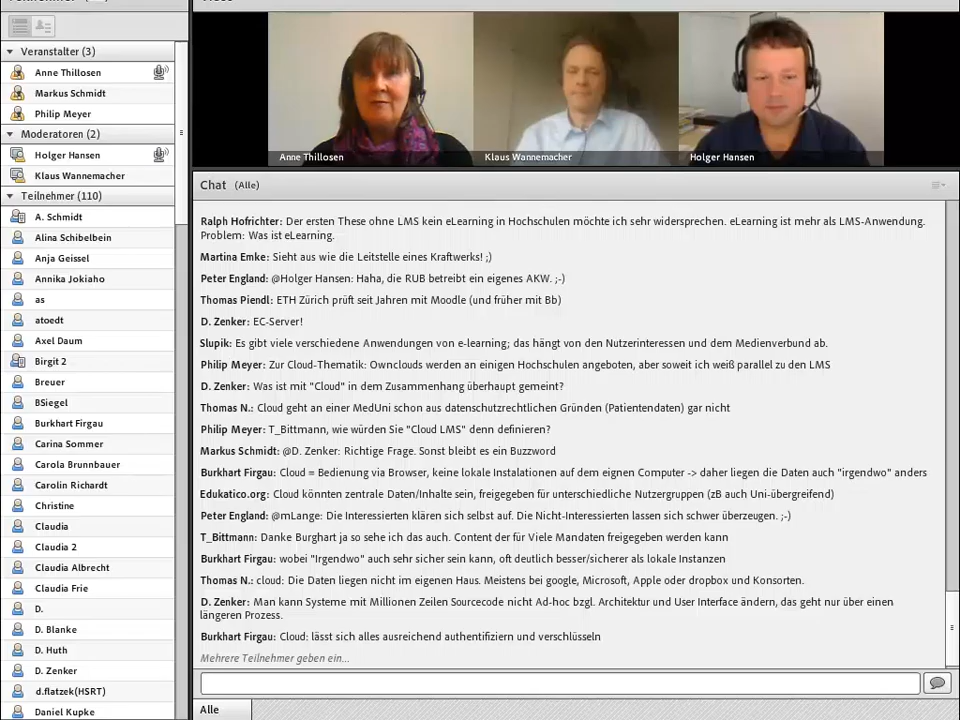 Veranstalter (3)
Anne Thillosen
Markus Schmidt
Philip Meyer
Moderatoren (2)
Holger Hansen
Klaus Wannemacher
Teilnehmer (110)
A. Schmidt
Alina Schibelbein
Anja Geissel
Annika Jokiaho
as
atoedt
Axel Daum
Birgit 2
Breuer
BSiegel
Burkhart Firgau
Carina Sommer
Carola Brunnbauer
Carolin Richardt
Christine
Claudia
Claudia 2
Claudia Albrecht
Claudia Frie
D.
D. Blanke
D. Huth
D. Zenker
d.flatzek(HSRT)
Daniel Kupke
Anne Thillosen
Klaus Wannemacher
Holger Hansen
Chat (Alle)
Ralph Hofrichter: Der ersten These ohne LMS kein eLearning in Hochschulen möchte ich sehr widersprechen. eLearning ist mehr als LMS-Anwendung.
Problem: Was ist eLearning.
Martina Emke: Sieht aus wie die Leitstelle eines Kraftwerks! ;)
Peter England: @Holger Hansen: Haha, die RUB betreibt ein eigenes AKW. ;-)
Thomas Piendl: ETH Zürich prüft seit Jahren mit Moodle (und früher mit Bb)
D. Zenker: EC-Server!
Slupik: Es gibt viele verschiedene Anwendungen von e-learning; das hängt von den Nutzerinteressen und dem Medienverbund ab.
Philip Meyer: Zur Cloud-Thematik: Ownclouds werden an einigen Hochschulen angeboten, aber soweit ich weiß parallel zu den LMS
D. Zenker: Was ist mit "Cloud" in dem Zusammenhang überhaupt gemeint?
Thomas N.: Cloud geht an einer MedUni schon aus datenschutzrechtlichen Gründen (Patientendaten) gar nicht
Philip Meyer: T_Bittmann, wie würden Sie "Cloud LMS" denn definieren?
Markus Schmidt: @D. Zenker: Richtige Frage. Sonst bleibt es ein Buzzword
Burkhart Firgau: Cloud = Bedienung via Browser, keine lokale Instalationen auf dem eignen Computer -> daher liegen die Daten auch "irgendwo" anders
Edukatico.org: Cloud könnten zentrale Daten/Inhalte sein, freigegeben für unterschiedliche Nutzergruppen (zB auch Uni-übergreifend)
Peter England: @mLange: Die Interessierten klären sich selbst auf. Die Nicht-Interessierten lassen sich schwer überzeugen. ;-)
T_Bittmann: Danke Burghart ja so sehe ich das auch. Content der für Viele Mandaten freigegeben werden kann
Burkhart Firgau: wobei "Irgendwo" auch sehr sicher sein kann, oft deutlich besser/sicherer als lokale Instanzen
Thomas N.: cloud: Die Daten liegen nicht im eigenen Haus. Meistens bei google, Microsoft, Apple oder dropbox und Konsorten.
D. Zenker: Man kann Systeme mit Millionen Zeilen Sourcecode nicht Ad-hoc bzgl. Architektur und User Interface ändern, das geht nur über einen
längeren Prozess.
Burkhart Firgau: Cloud: lässt sich alles ausreichend authentifiziern und verschlüsseln
Mehrere Teilnehmer geben ein...
Alle